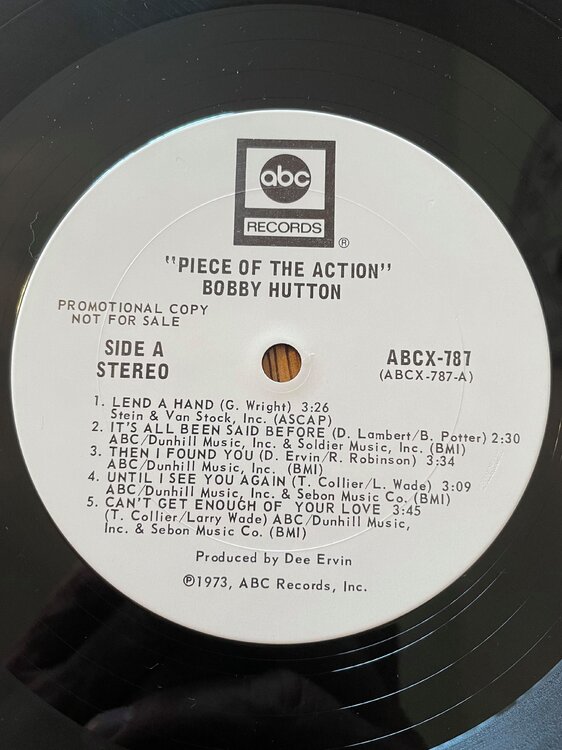 abc
RECORDS
®
"PIECE OF THE ACTION"
BOBBY HUTTON
PROMOTIONAL COPY
NOT FOR SALE
SIDE A
STEREO
ABCX-787
(ABCX-787-A)
1. LEND A HAND (G. Wright) 3:26
Stein & Van Stock, Inc. (ASCAP)
2. IT'S ALL BEEN SAID BEFORE (D. Lambert/B. Potter) 2:30
ABC/Dunhill Music, Inc. & Soldier Music, Inc. (BMI)
3. THEN I FOUND YOU (D. Ervin/R. Robinson) 3:34
ABC/Dunhill Music, Inc. (BMI)
4. UNTIL I SEE YOU AGAIN (T. Collier/L. Wade) 3:09
ABC/Dunhill Music, Inc. & Sebon Music Co. (BMI)
5. CAN'T GET ENOUGH OF YOUR LOVE 3:45
(T. Collier/Larry Wade) ABC/Dunhill Music,
Inc. & Sebon Music Co. (BMI)
Produced by Dee Ervin
℗1973, ABC Records, Inc.